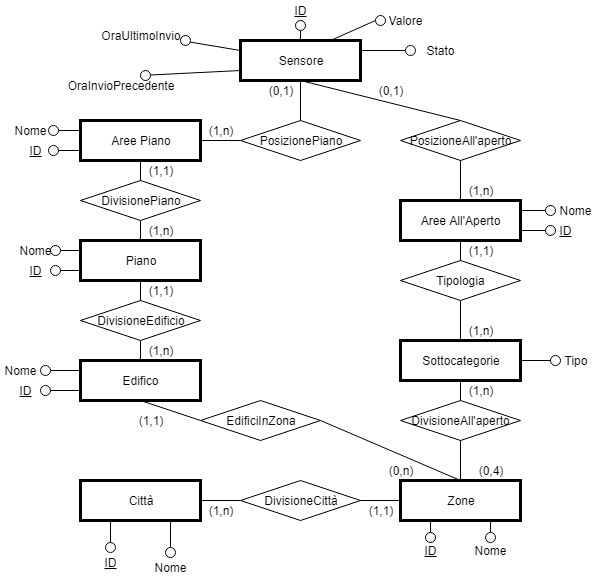 ID
Valore
OraUltimoInvio
Sensore
Stato
OraInvioPrecedente
(0,1)
(0,1)
Nome
ID
Aree Piano
(1,n)
PosizionePiano
PosizioneAll'aperto
(1,1)
DivisionePiano
(1,n)
Aree All'Aperto
Nome
ID
(1,n)
Nome
ID
Piano
(1,1)
Tipologia
(1,1)
DivisioneEdificio
(1,n)
(1,n)
Sottocategorie
Tipo
Nome
ID
Edifico
(1,n)
(1,1)
EdificiInZona
DivisioneAll'aperto
(0,n)
(0,4)
Città
(1,n)
DivisioneCittà
(1,1)
Zone
ID
Nome
ID
Nome